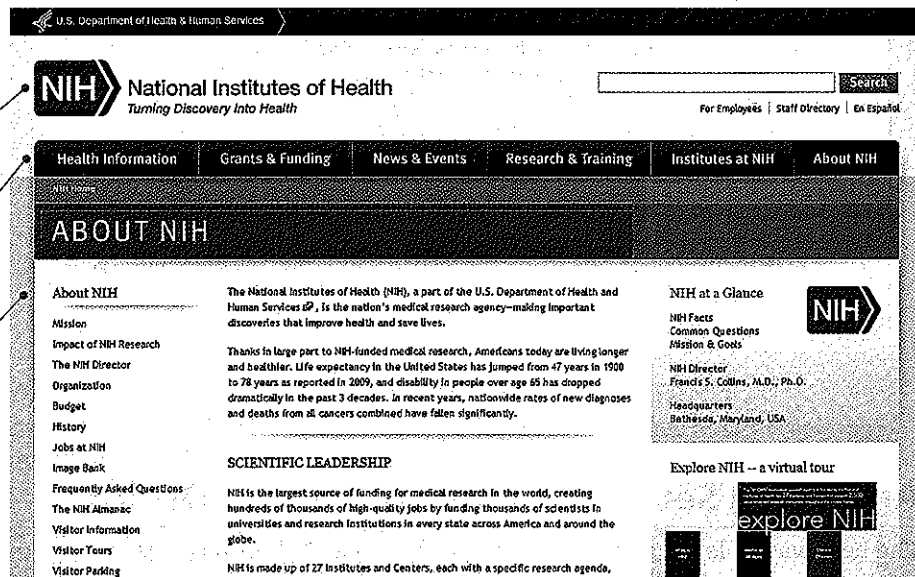 U.S. Department of Health & Human Services
NIH
National Institutes of Health
Turning Discovery Into Health
Search
For Employees | Staff Directory | En Español
Health Information
Grants & Funding
News & Events
Research & Training
Institutes at NIH
About NIH
NIH Home
ABOUT NIH
About NIH
Mission
Impact of NIH Research
The NIH Director
Organization
Budget
History
Jobs at NIH
Image Bank
Frequently Asked Questions
The NIH Almanac
Visitor Information
Visitor Tours
Visitor Parking
The National Institutes of Health (NIH), a part of the U.S. Department of Health and
Human Services, is the nation's medical research agency—making important
discoveries that improve health and save lives.
Thanks in large part to NIH-funded medical research, Americans today are living longer
and healthier. Life expectancy in the United States has jumped from 47 years in 1900
to 78 years as reported in 2009, and disability in people over age 65 has dropped
dramatically in the past 3 decades. In recent years, nationwide rates of new diagnoses
and deaths from all cancers combined have fallen significantly.
SCIENTIFIC LEADERSHIP
NIH is the largest source of funding for medical research in the world, creating
hundreds of thousands of high-quality jobs by funding thousands of scientists in
universities and research institutions in every state across America and around the
globe.
NIH is made up of 27 Institutes and Centers, each with a specific research agenda,
NIH at a Glance
NIH
NIH Facts
Common Questions
Mission & Goals
NIH Director
Francis S. Collins, M.D., Ph.D.
Headquarters
Bethesda, Maryland, USA
Explore NIH – a virtual tour
explore NIH